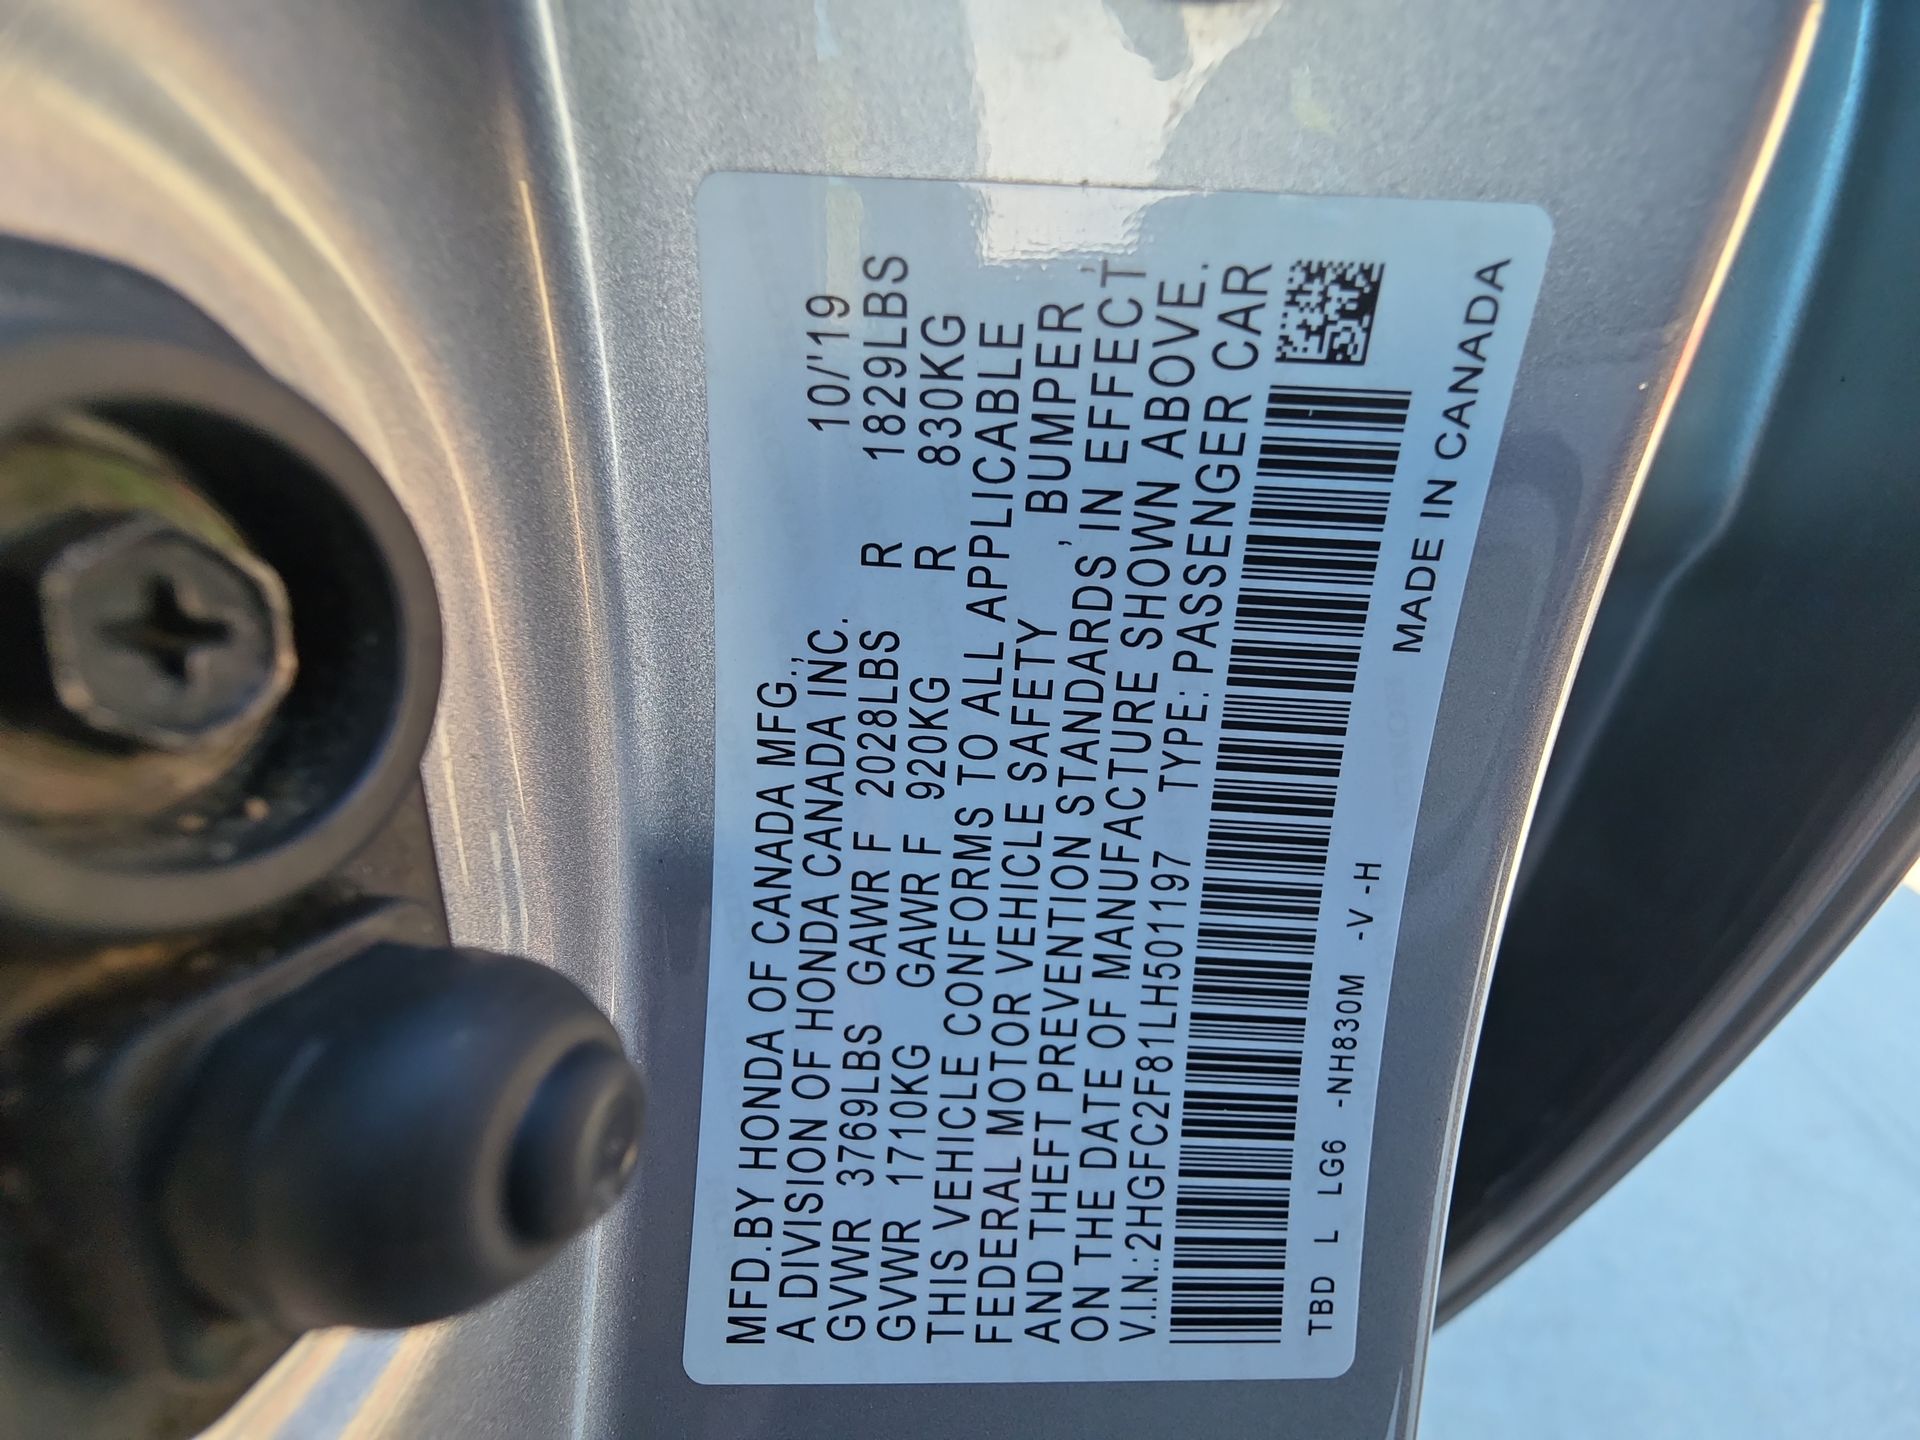 MFD.BY HONDA OF CANADA MFG.,
A DIVISION OF HONDA CANADA INC. 10/'19
GVWR 3769LBS GAWR F 2028LBS R 1829LBS
GVWR 1710KG GAWR F 920KG R 830KG
THIS VEHICLE CONFORMS TO ALL APPLICABLE
FEDERAL MOTOR VEHICLE SAFETY , BUMPER ,
AND THEFT PREVENTION STANDARDS IN EFFECT
ON THE DATE OF MANUFACTURE SHOWN ABOVE.
V.I.N.:2HGFC2F81LH501197 TYPE: PASSENGER CAR
TBD L LG6 -NH830M -V -H
MADE IN CANADA